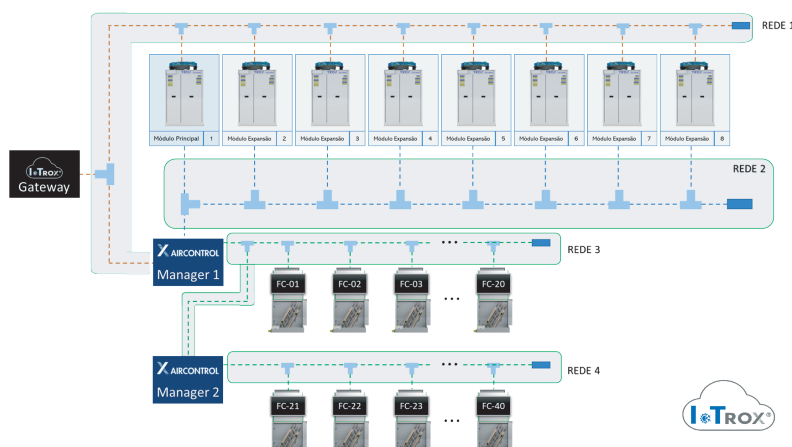 REDE 1
Módulo Principal 1
Módulo Expansão 2
Módulo Expansão 3
Módulo Expansão 4
Módulo Expansão 5
Módulo Expansão 6
Módulo Expansão 7
Módulo Expansão 8
IoTROX®
Gateway
REDE 2
X AIRCONTROL
Manager 1
REDE 3
FC-01
FC-02
FC-03
FC-20
X AIRCONTROL
Manager 2
REDE 4
FC-21
FC-22
FC-23
FC-40
IoTROX®